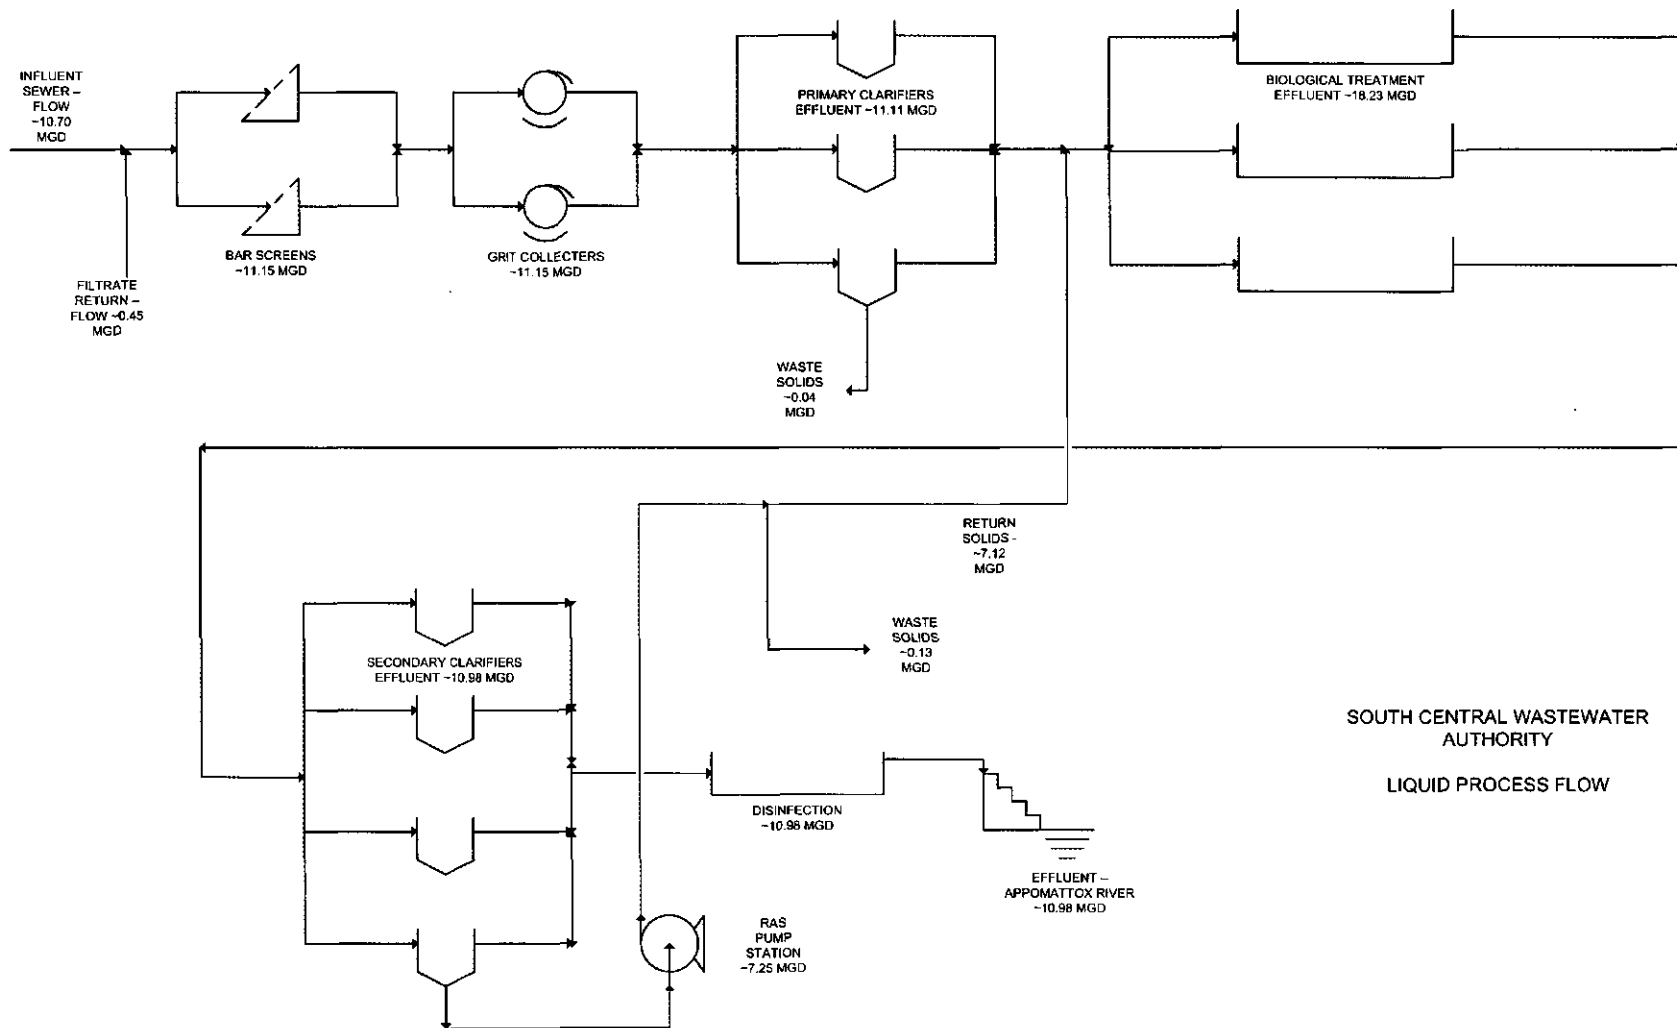 INFLUENT
SEWER –
FLOW
~10.70
MGD
FILTRATE
RETURN –
FLOW ~0.45
MGD
BAR SCREENS
~11.15 MGD
GRIT COLLECTERS
~11.15 MGD
PRIMARY CLARIFIERS
EFFLUENT ~11.11 MGD
WASTE
SOLIDS
~0.04
MGD
BIOLOGICAL TREATMENT
EFFLUENT ~18.23 MGD
RETURN
SOLIDS -
~7.12
MGD
WASTE
SOLIDS
~0.13
MGD
SECONDARY CLARIFIERS
EFFLUENT ~10.98 MGD
DISINFECTION
~10.98 MGD
EFFLUENT –
APPOMATTOX RIVER
~10.98 MGD
RAS
PUMP
STATION
~7.25 MGD
SOUTH CENTRAL WASTEWATER
AUTHORITY
LIQUID PROCESS FLOW